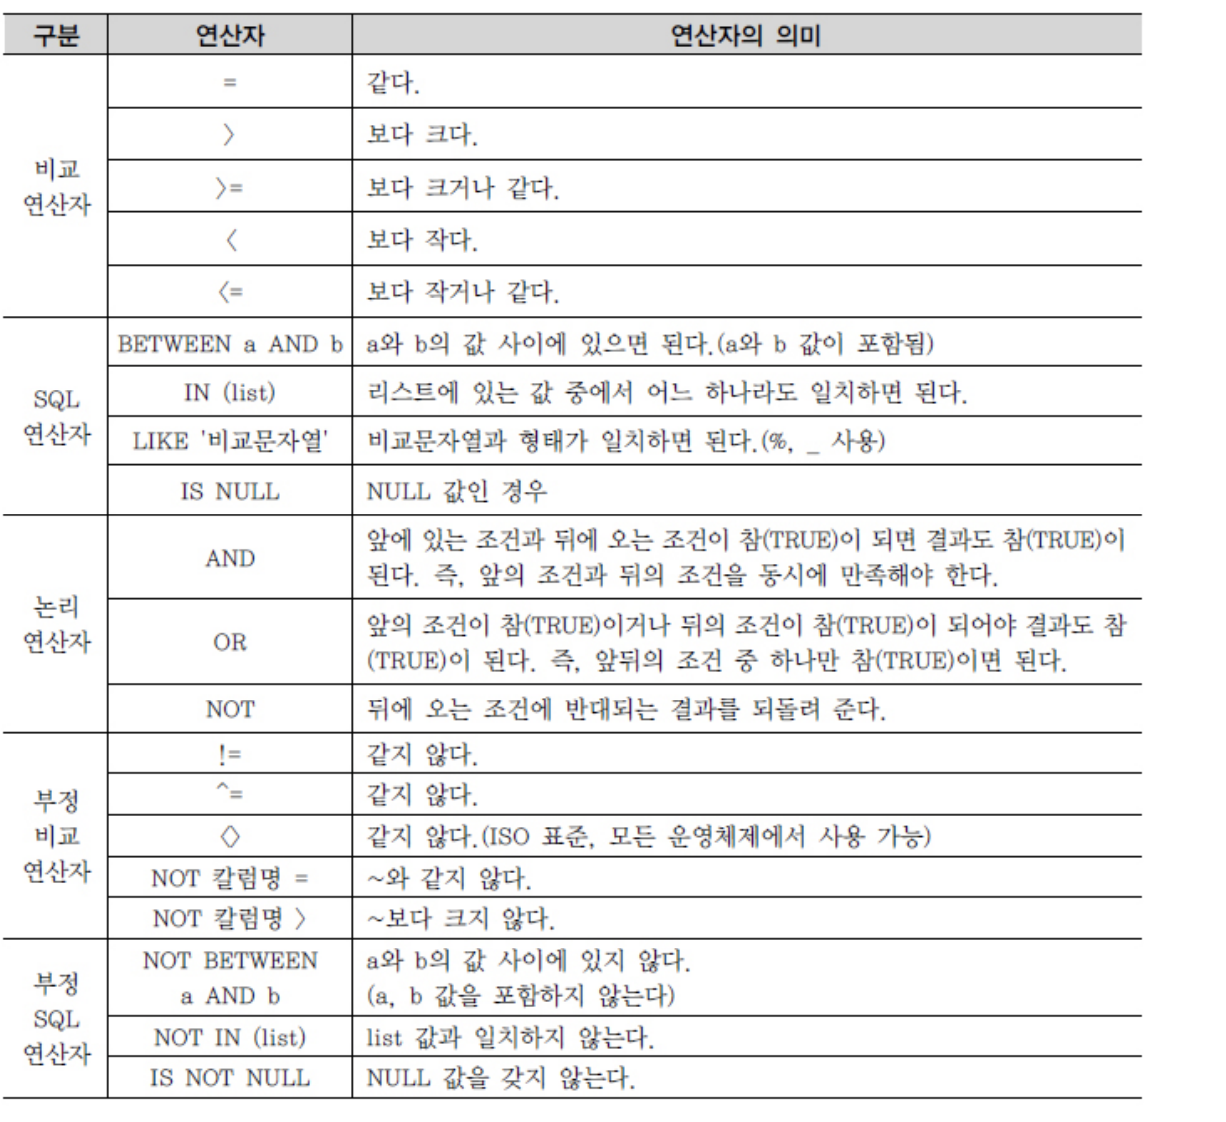 구분 연산자 연산자의 의미
비교
연산자
= 같다.
> 보다 크다.
>= 보다 크거나 같다.
< 보다 작다.
<= 보다 작거나 같다.
SQL
연산자
BETWEEN a AND b a와 b의 값 사이에 있으면 된다.(a와 b 값이 포함됨)
IN (list) 리스트에 있는 값 중에서 어느 하나라도 일치하면 된다.
LIKE '비교문자열' 비교문자열과 형태가 일치하면 된다.(%, _ 사용)
IS NULL NULL 값인 경우
논리
연산자
AND 앞에 있는 조건과 뒤에 오는 조건이 참(TRUE)이 되면 결과도 참(TRUE)이
된다. 즉, 앞의 조건과 뒤의 조건을 동시에 만족해야 한다.
OR 앞의 조건이 참(TRUE)이거나 뒤의 조건이 참(TRUE)이 되어야 결과도 참
(TRUE)이 된다. 즉, 앞뒤의 조건 중 하나만 참(TRUE)이면 된다.
NOT 뒤에 오는 조건에 반대되는 결과를 되돌려 준다.
부정
비교
연산자
!= 같지 않다.
^= 같지 않다.
<> 같지 않다.(ISO 표준, 모든 운영체제에서 사용 가능)
NOT 칼럼명 = ~와 같지 않다.
NOT 칼럼명 > ~보다 크지 않다.
부정
SQL
연산자
NOT BETWEEN
a AND b
a와 b의 값 사이에 있지 않다.
(a, b 값을 포함하지 않는다)
NOT IN (list) list 값과 일치하지 않는다.
IS NOT NULL NULL 값을 갖지 않는다.